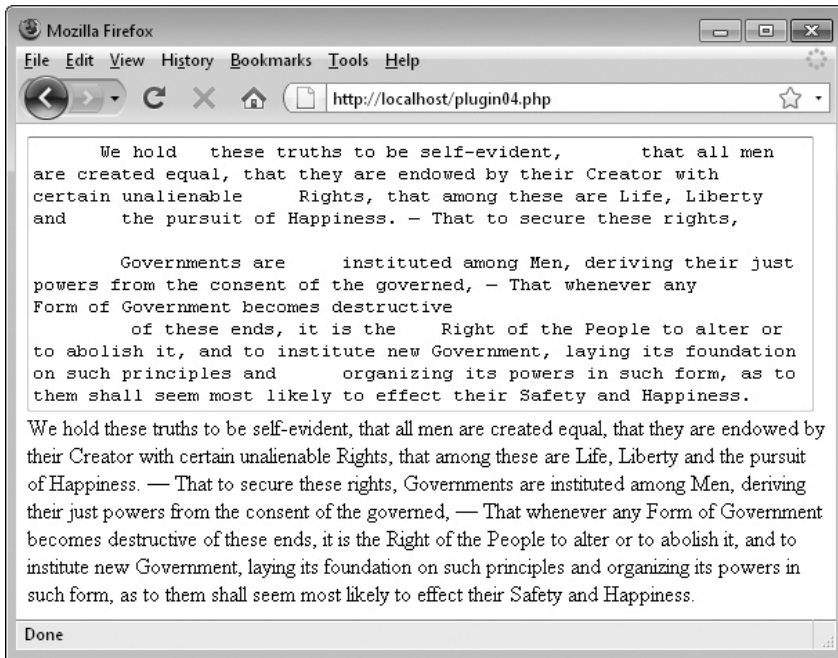 Mozilla Firefox
File Edit View History Bookmarks Tools Help
http://localhost/plugin04.php
We hold   these truths to be self-evident,       that all men
are created equal, that they are endowed by their Creator with
certain unalienable     Rights, that among these are Life, Liberty
and     the pursuit of Happiness. — That to secure these rights,
Governments are     instituted among Men, deriving their just
powers from the consent of the governed, — That whenever any
Form of Government becomes destructive
of these ends, it is the    Right of the People to alter or
to abolish it, and to institute new Government, laying its foundation
on such principles and      organizing its powers in such form, as to
them shall seem most likely to effect their Safety and Happiness.
We hold these truths to be self-evident, that all men are created equal, that they are endowed by
their Creator with certain unalienable Rights, that among these are Life, Liberty and the pursuit
of Happiness. — That to secure these rights, Governments are instituted among Men, deriving
their just powers from the consent of the governed, — That whenever any Form of Government
becomes destructive of these ends, it is the Right of the People to alter or to abolish it, and to
institute new Government, laying its foundation on such principles and organizing its powers in
such form, as to them shall seem most likely to effect their Safety and Happiness.
Done